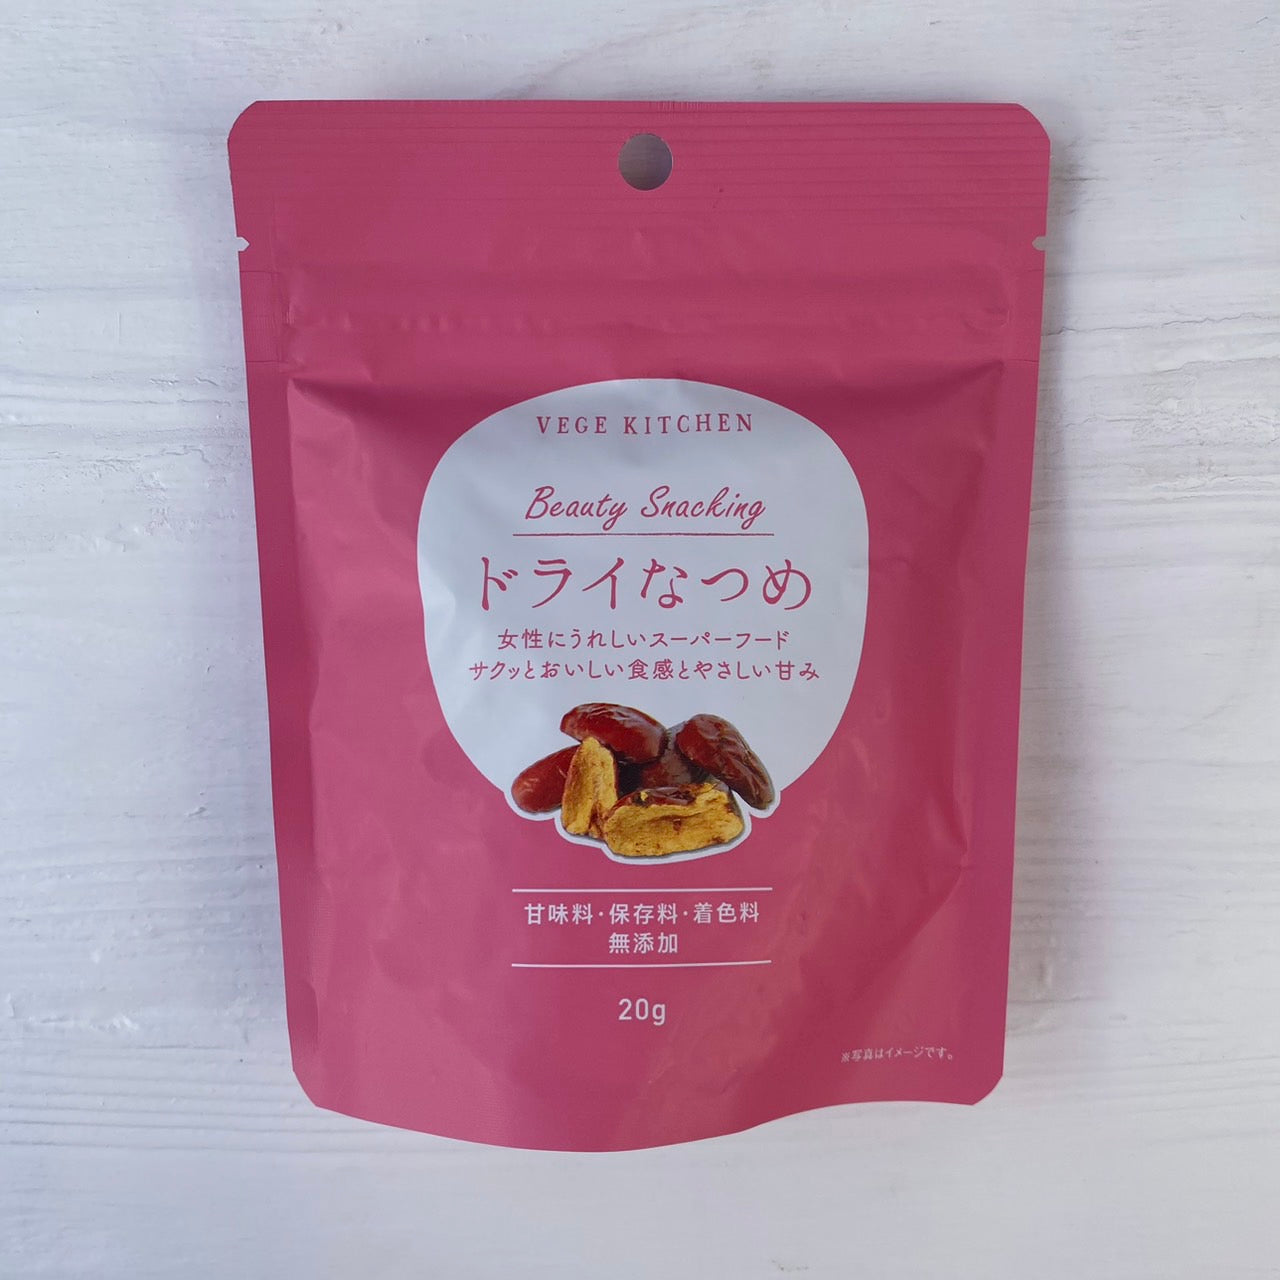 VEGE KITCHEN
Beauty Snacking
ドライなつめ
女性にうれしいスーパーフード
サクッとおいしい食感とやさしい甘み
甘味料・保存料・着色料
無添加
20g
※写真はイメージです。